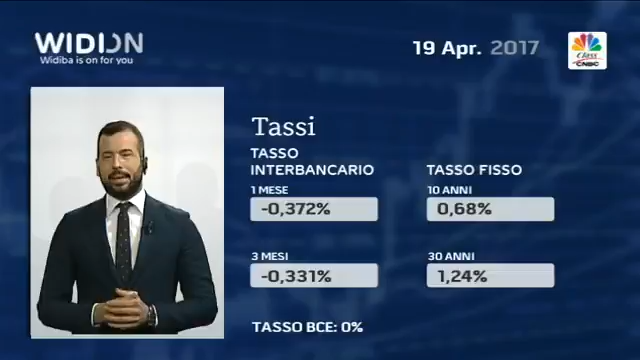 WIDION
Widiba is on for you
19 Apr. 2017
Class
CNBC
Tassi
TASSO
INTERBANCARIO
1 MESE
-0,372%
3 MESI
-0,331%
TASSO FISSO
10 ANNI
0,68%
30 ANNI
1,24%
TASSO BCE: 0%